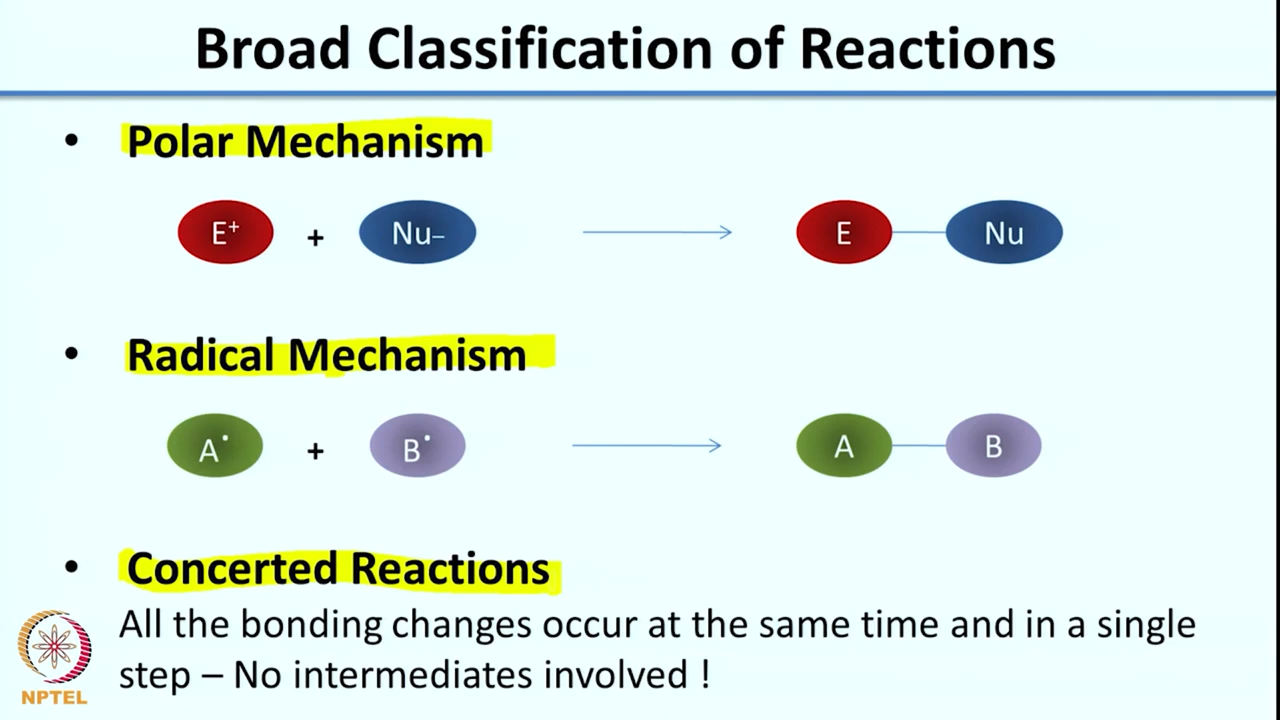 Broad Classification of Reactions
• Polar Mechanism
E⁺ + Nu– E Nu
• Radical Mechanism
A• + B• A B
• Concerted Reactions
All the bonding changes occur at the same time and in a single
step – No intermediates involved !
NPTEL